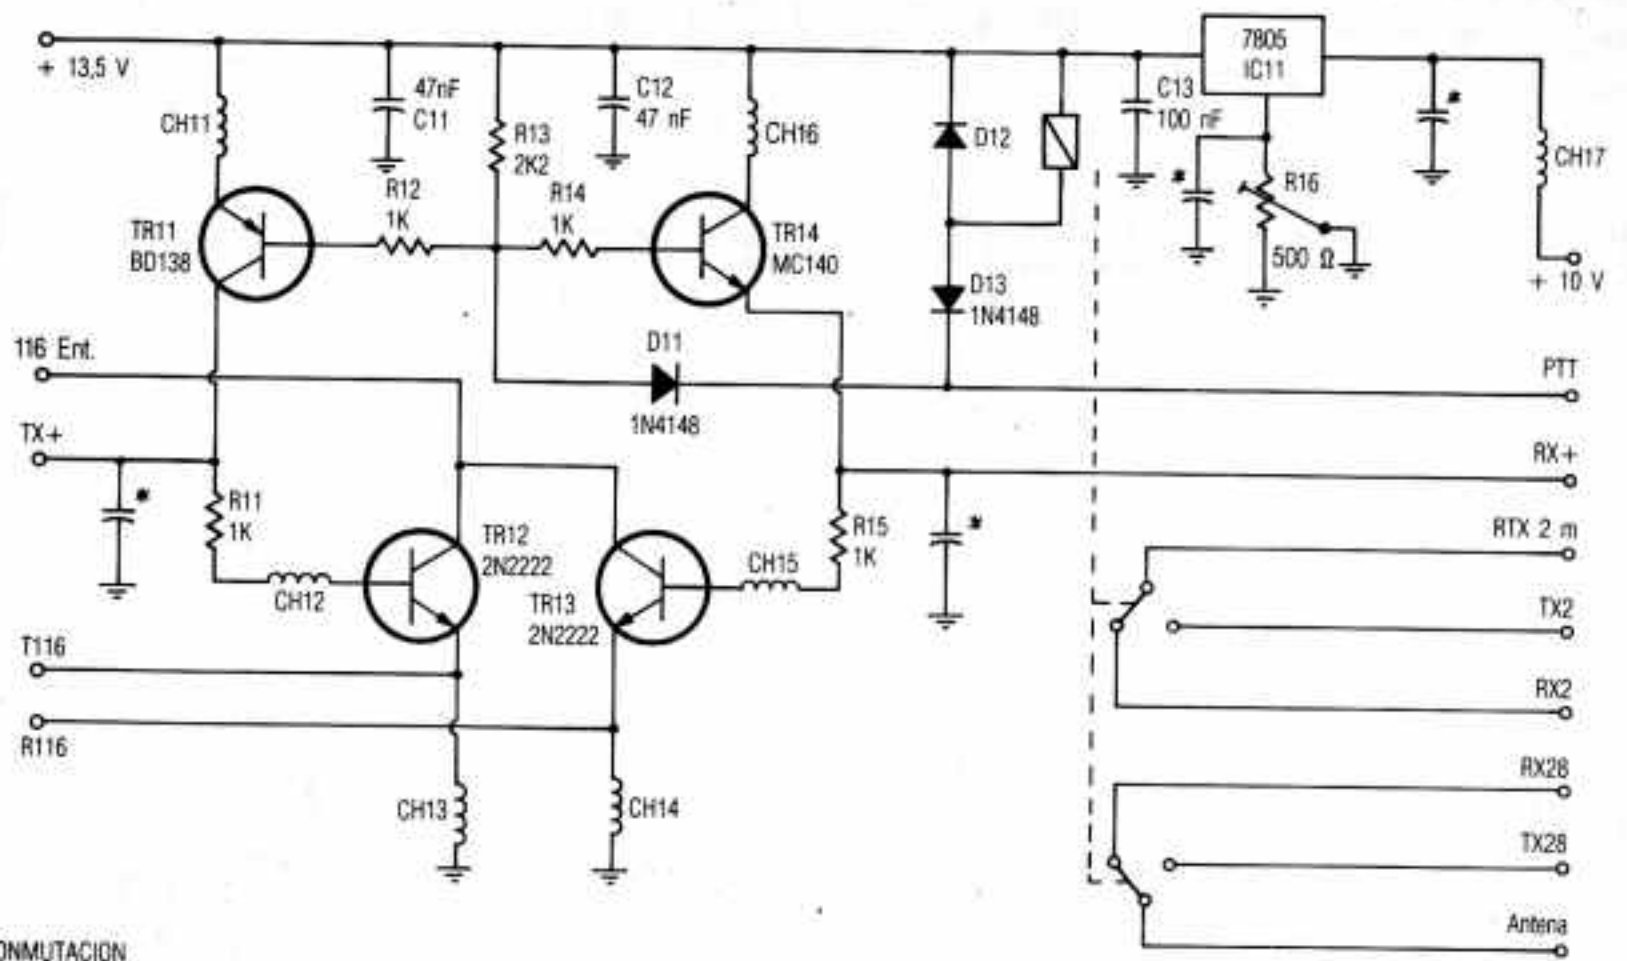 + 13,5 V
CH11
47nF
C11
R13
2K2
C12
47 nF
CH16
D12
C13
100 nF
7805
IC11
*
CH17
R12
1K
R14
1K
*
R16
TR11
BD138
TR14
MC140
500 Ω
+ 10 V
D13
1N4148
116 Ent.
D11
1N4148
PTT
TX+
RX+
*
R11
1K
TR12
2N2222
CH15
R15
1K
*
RTX 2 m
CH12
TR13
2N2222
TX2
T116
RX2
R116
RX28
CH13
CH14
TX28
Antena
ONMUTACION